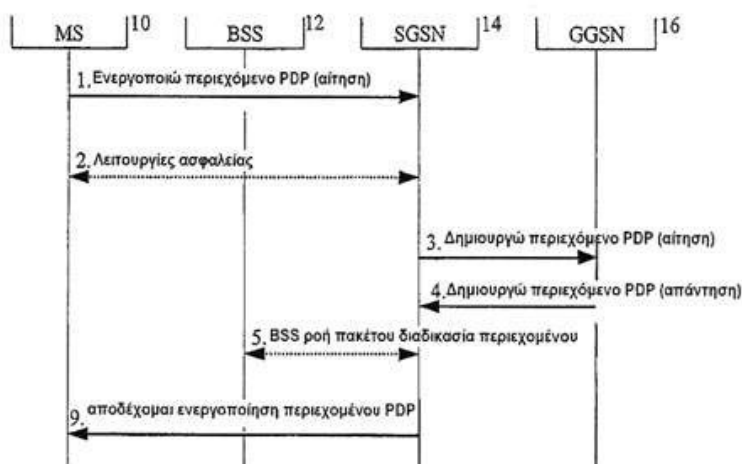 MS 10 BSS 12 SGSN 14 GGSN 16
1. Ενεργοποιώ περιεχόμενο PDP (αίτηση)
2. Λειτουργίες ασφαλείας
3. Δημιουργώ περιεχόμενο PDP (αίτηση)
4. Δημιουργώ περιεχόμενο PDP (απάντηση)
5. BSS ροή πακέτου διαδικασία περιεχομένου
9. αποδέχομαι ενεργοποίηση περιεχομένου PDP